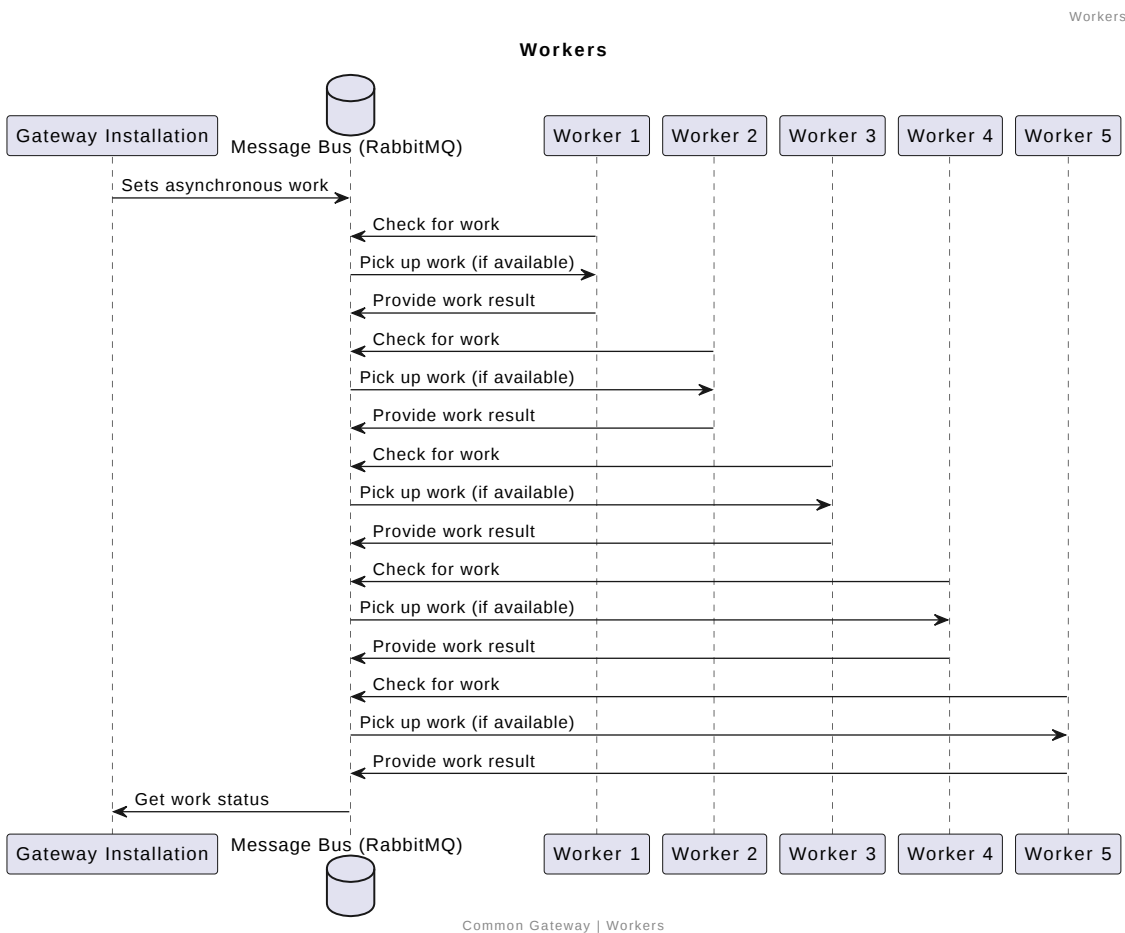 Workers
Workers
Gateway Installation
Message Bus (RabbitMQ)
Worker 1
Worker 2
Worker 3
Worker 4
Worker 5
Sets asynchronous work
Check for work
Pick up work (if available)
Provide work result
Check for work
Pick up work (if available)
Provide work result
Check for work
Pick up work (if available)
Provide work result
Check for work
Pick up work (if available)
Provide work result
Check for work
Pick up work (if available)
Provide work result
Get work status
Gateway Installation
Message Bus (RabbitMQ)
Worker 1
Worker 2
Worker 3
Worker 4
Worker 5
Common Gateway | Workers